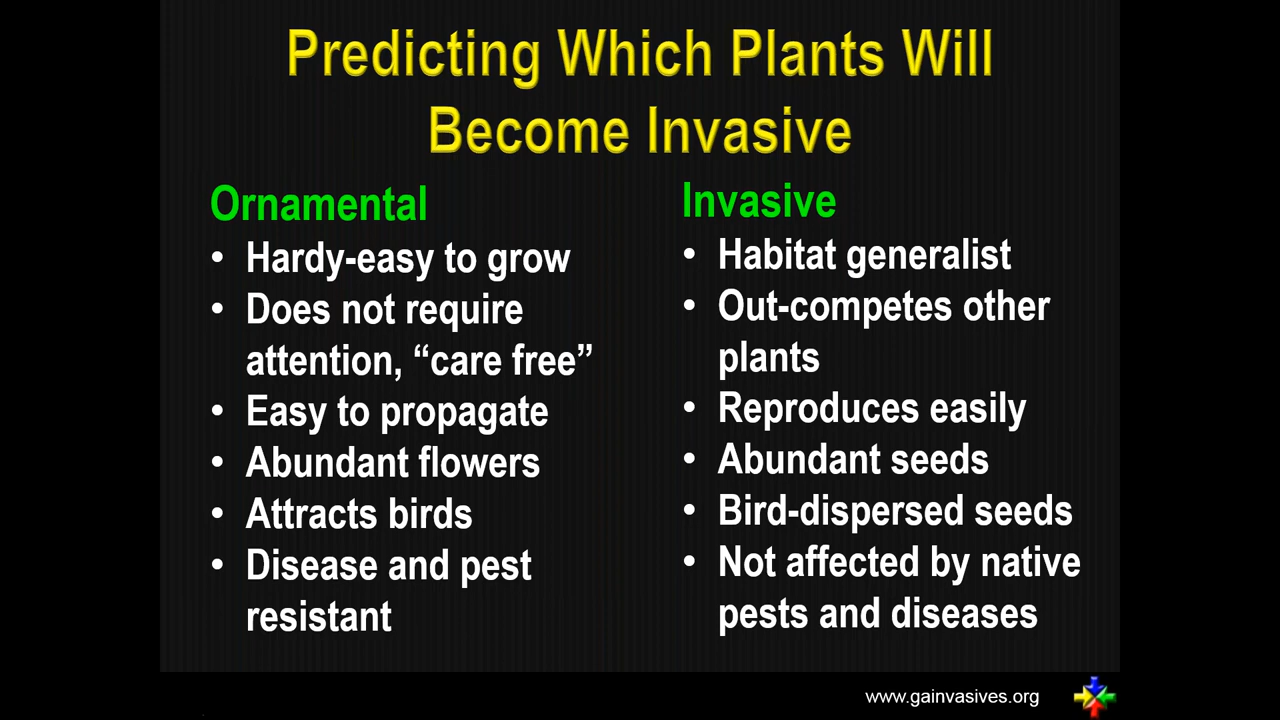 Predicting Which Plants Will
Become Invasive
Ornamental
• Hardy-easy to grow
• Does not require
attention, “care free”
• Easy to propagate
• Abundant flowers
• Attracts birds
• Disease and pest
resistant
Invasive
• Habitat generalist
• Out-competes other
plants
• Reproduces easily
• Abundant seeds
• Bird-dispersed seeds
• Not affected by native
pests and diseases
www.gainvasives.org